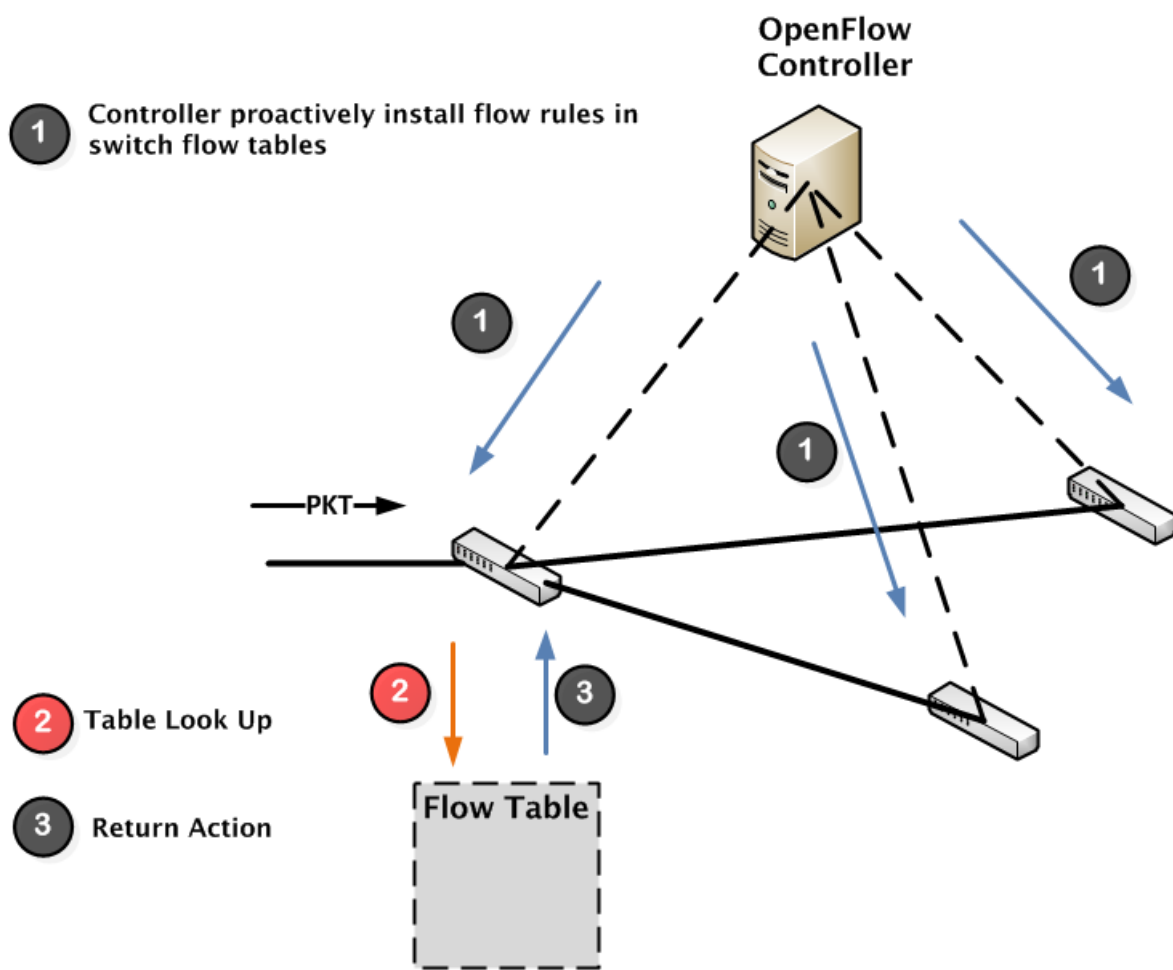 OpenFlow
Controller
1
Controller proactively install flow rules in
switch flow tables
1
1
1
PKT
2
3
2
Table Look Up
Flow Table
3
Return Action